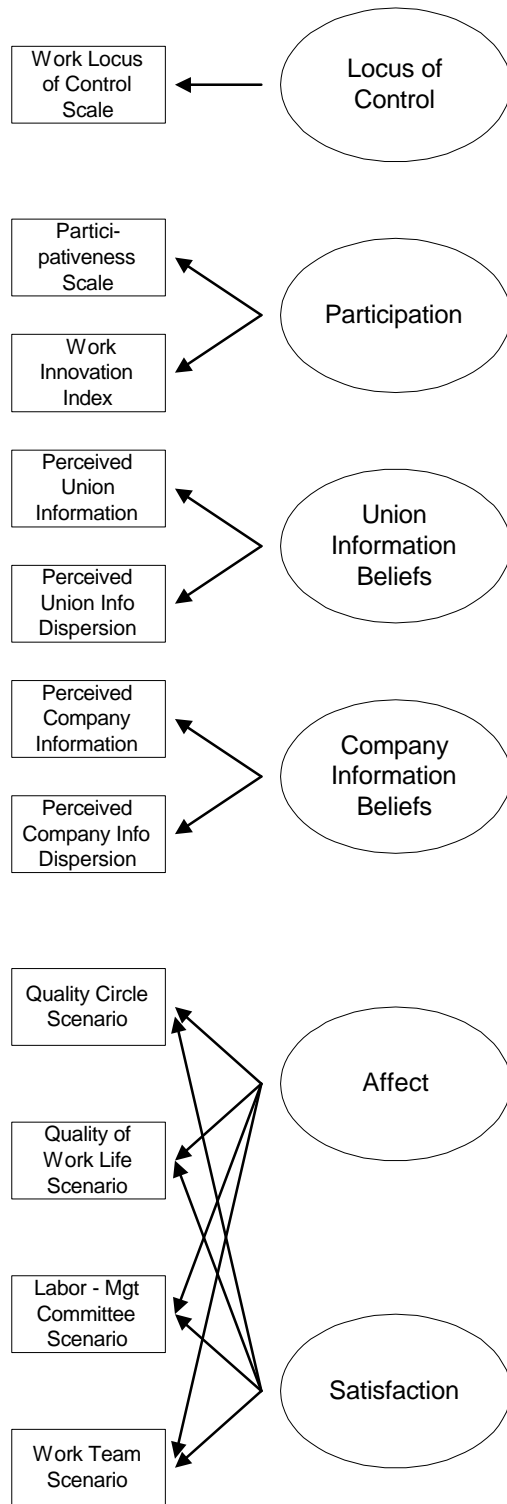 Work Locus
of Control
Scale
Locus of
Control
Partici-
pativeness
Scale
Participation
Work
Innovation
Index
Perceived
Union
Information
Union
Information
Beliefs
Perceived
Union Info
Dispersion
Perceived
Company
Information
Company
Information
Beliefs
Perceived
Company Info
Dispersion
Quality Circle
Scenario
Affect
Quality of
Work Life
Scenario
Labor - Mgt
Committee
Scenario
Satisfaction
Work Team
Scenario